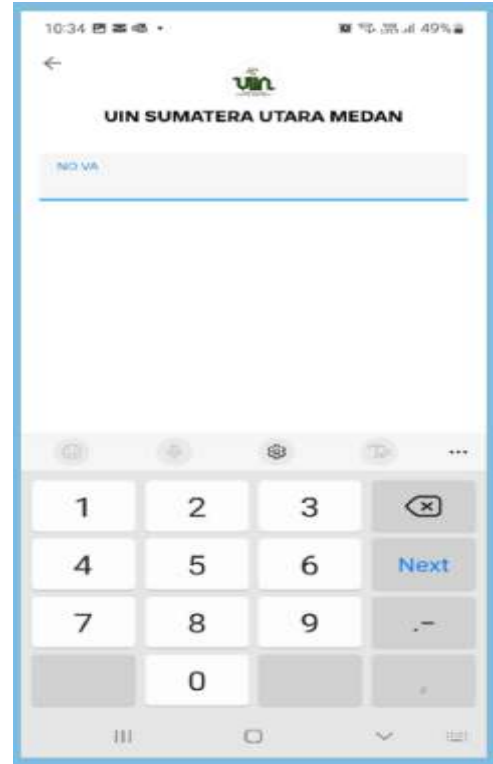 10:34
49%
uin
UIN SUMATERA UTARA MEDAN
NO VA
...
1 2 3
4 5 6 Next
7 8 9 .-
0 ,